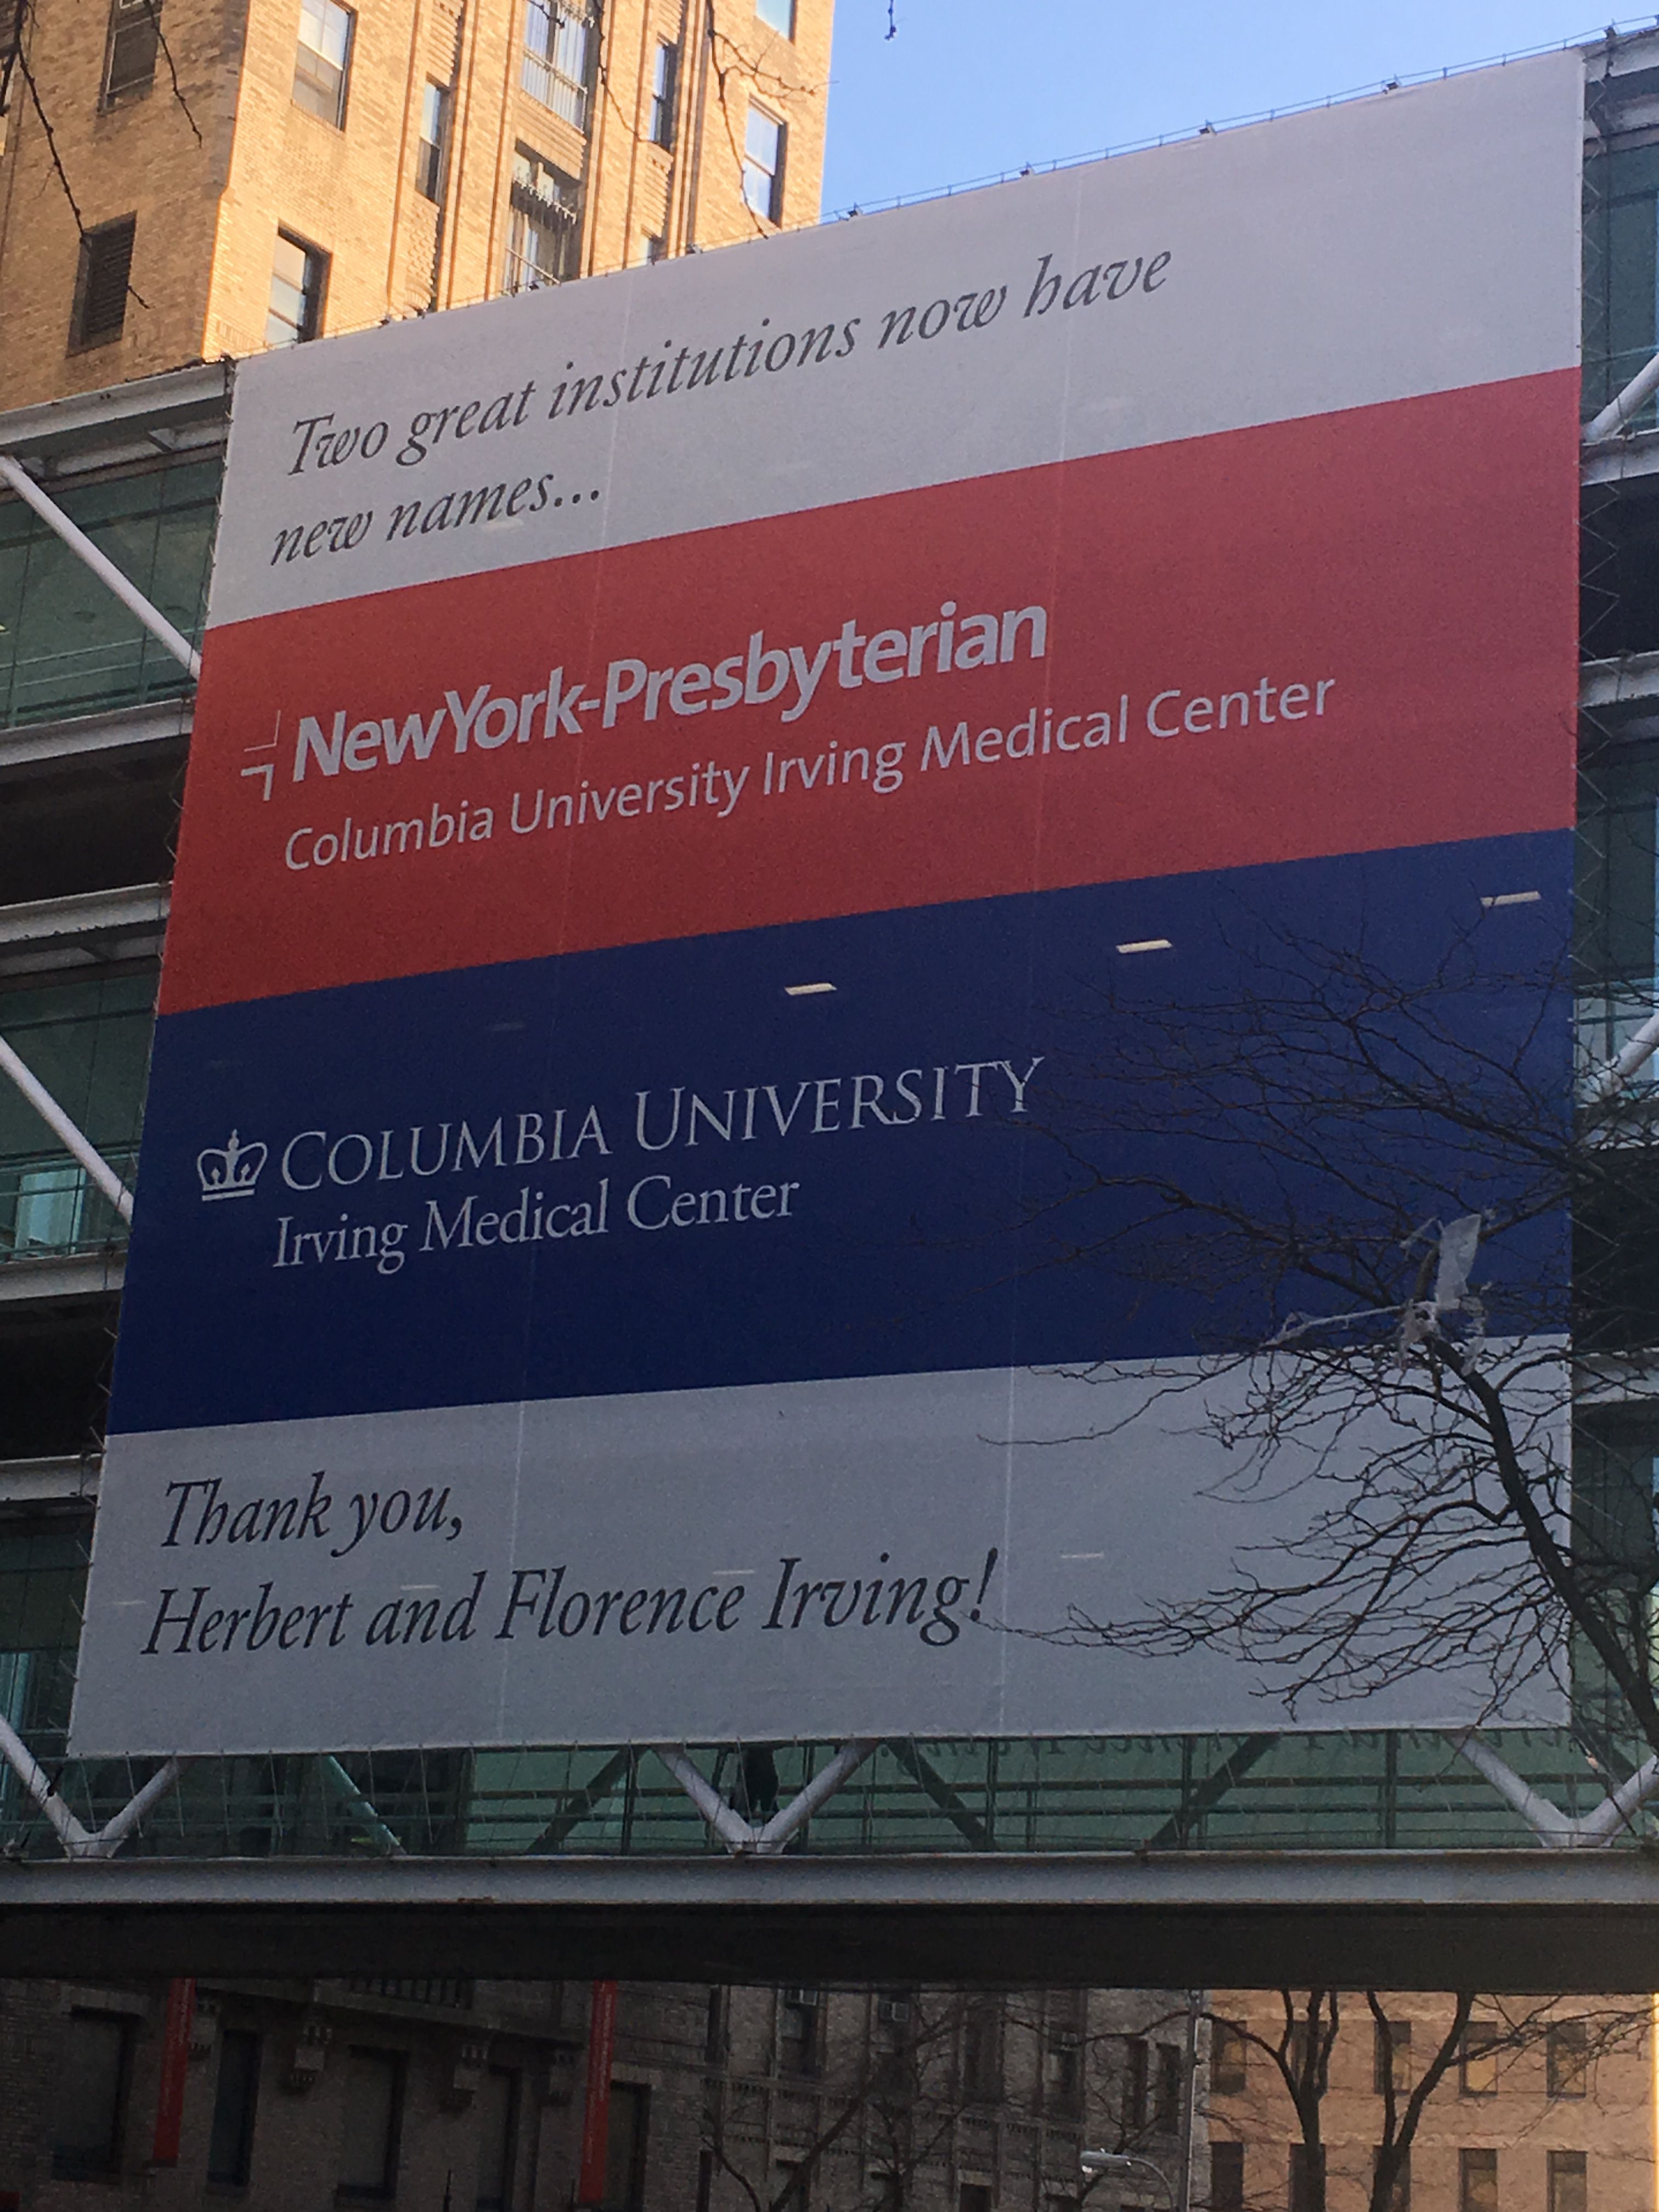 Two great institutions now have
new names...
NewYork-Presbyterian
Columbia University Irving Medical Center
COLUMBIA UNIVERSITY
Irving Medical Center
Thank you,
Herbert and Florence Irving!